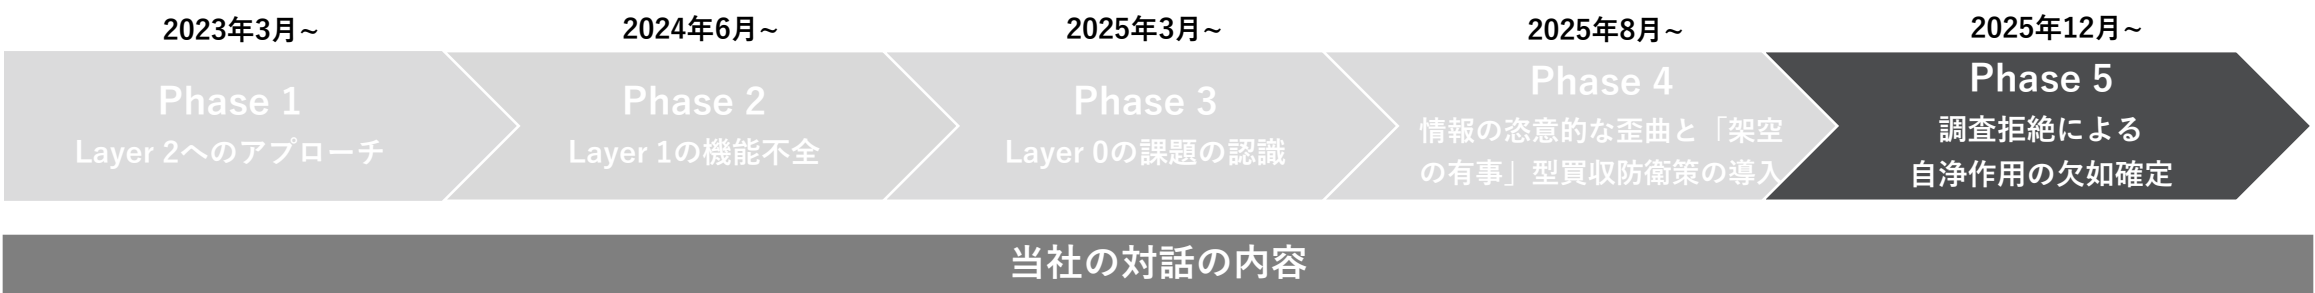 2023年3月~
2024年6月~
2025年3月~
2025年8月~
2025年12月~
Phase 1
Layer 2へのアプローチ
Phase 2
Layer 1の機能不全
Phase 3
Layer 0の課題の認識
Phase 4
情報の恣意的な歪曲と「架空
の有事」型買収防衛策の導入
Phase 5
調査拒絶による
自浄作用の欠如確定
当社の対話の内容